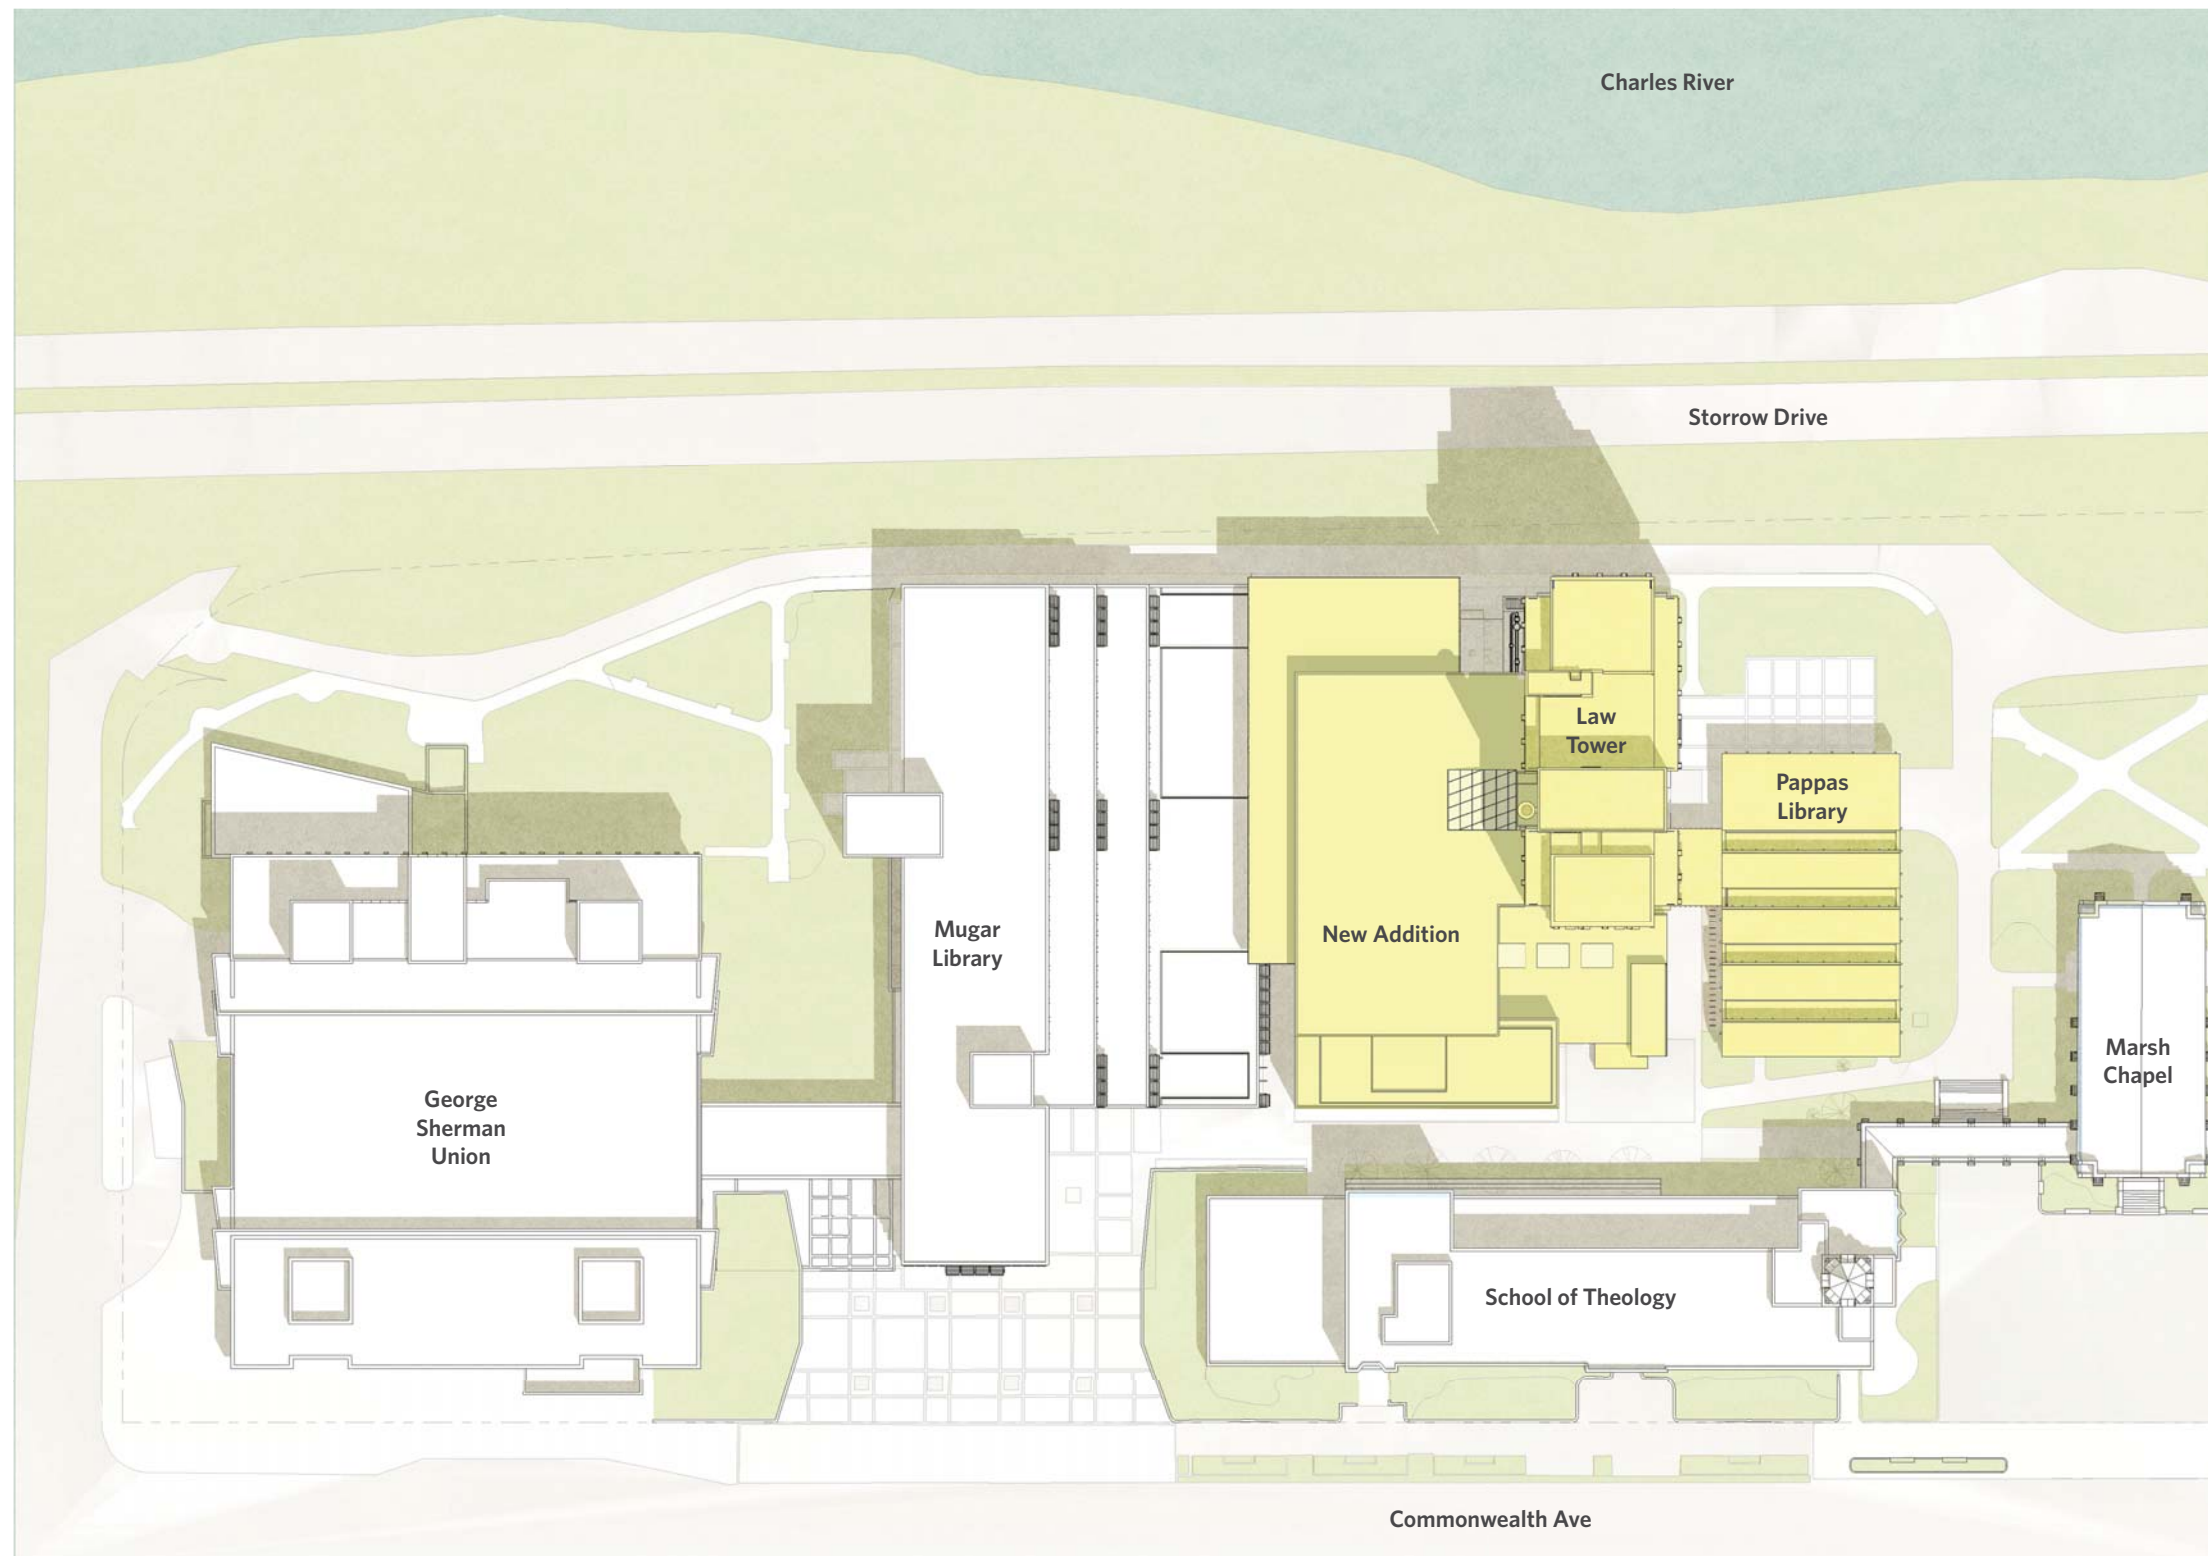 Charles River
Storrow Drive
Law
Tower
Pappas
Library
Mugar
Library
New Addition
Marsh
Chapel
George
Sherman
Union
School of Theology
Commonwealth Ave